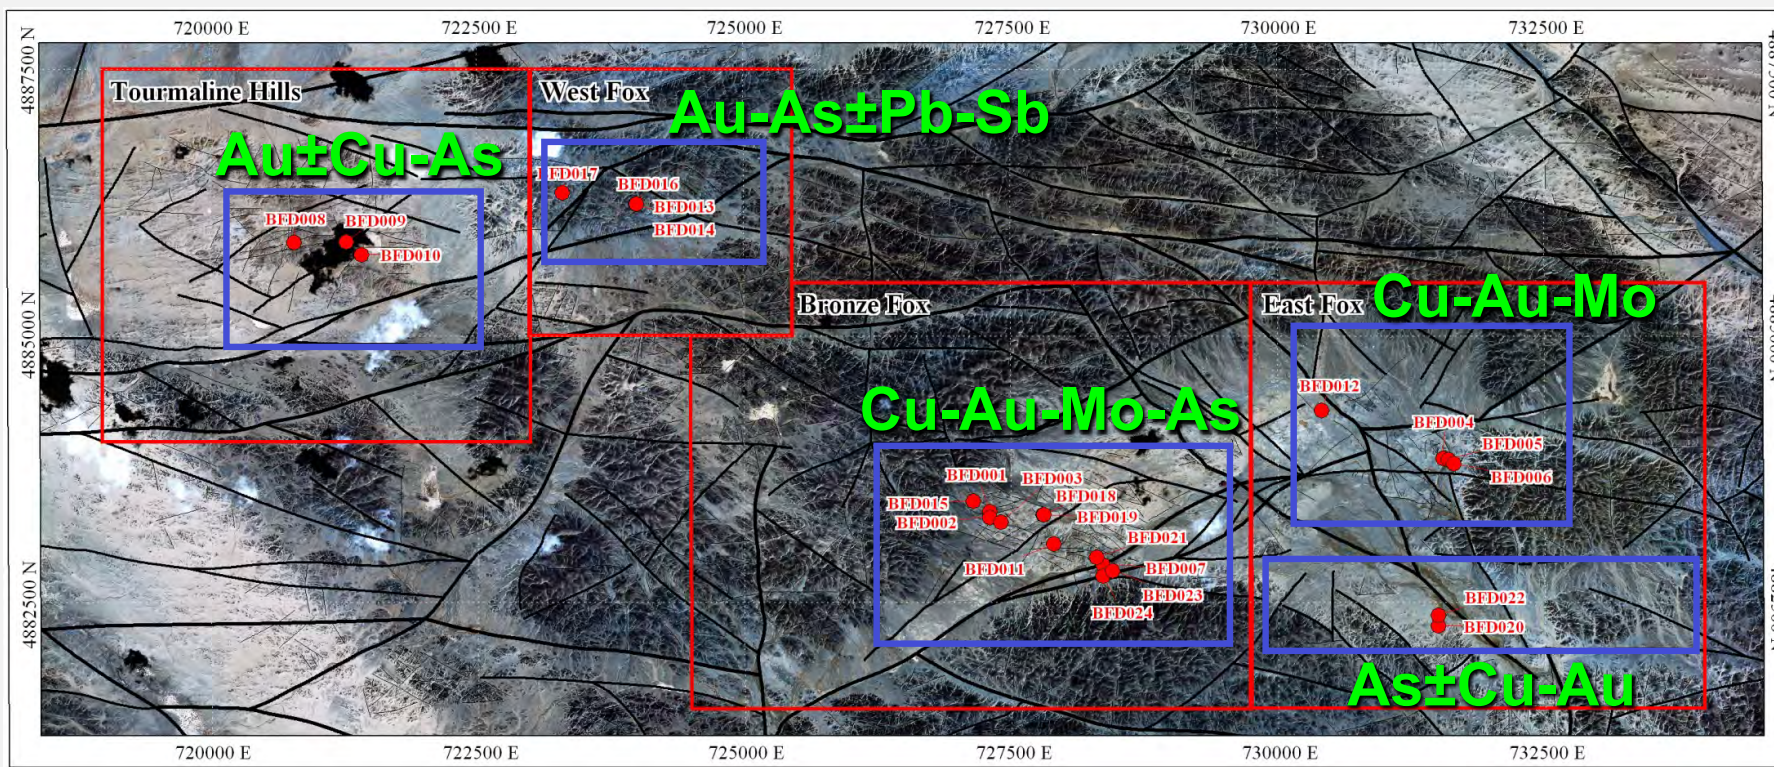 720000 E
722500 E
725000 E
727500 E
730000 E
732500 E
4887500 N
Tourmaline Hills
West Fox
Au-As±Pb-Sb
Au±Cu-As
BFD016
BFD013
BFD014
BFD008
BFD009
BFD010
4885000 N
Bronze Fox
East Fox
Cu-Au-Mo
BFD012
Cu-Au-Mo-As
BFD004
BFD005
BFD006
BFD001
BFD003
BFD015
BFD018
BFD002
BFD019
BFD021
BFD011
BFD007
BFD023
BFD024
4882500 N
BFD022
BFD020
As±Cu-Au
720000 E
722500 E
725000 E
727500 E
730000 E
732500 E